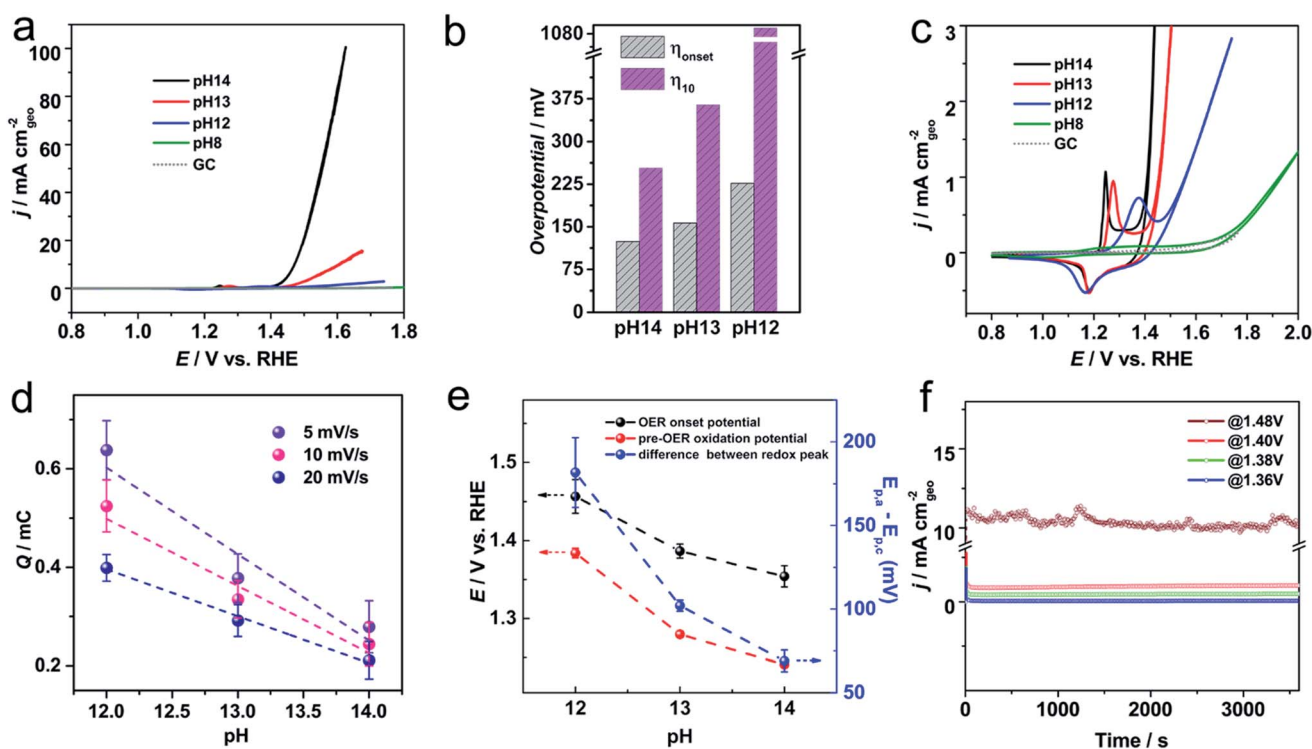 a
100
80
60
40
20
0
j / mA cm⁻²geo
pH14
pH13
pH12
pH8
GC
0.8 1.0 1.2 1.4 1.6 1.8
E / V vs. RHE
b
1080
375
300
225
150
75
0
Overpotential / mV
ηonset
η10
pH14 pH13 pH12
c
3
2
1
0
j / mA cm⁻²geo
pH14
pH13
pH12
pH8
GC
0.8 1.0 1.2 1.4 1.6 1.8 2.0
E / V vs. RHE
d
0.6
0.4
0.2
Q / mC
5 mV/s
10 mV/s
20 mV/s
12.0 12.5 13.0 13.5 14.0
pH
e
1.5
1.4
1.3
E / V vs. RHE
OER onset potential
pre-OER oxidation potential
difference between redox peak
200
150
100
50
Ep,a - Ep,c (mV)
12 13 14
pH
f
15
10
0
j / mA cm⁻²geo
@1.48V
@1.40V
@1.38V
@1.36V
0 1000 2000 3000
Time / s